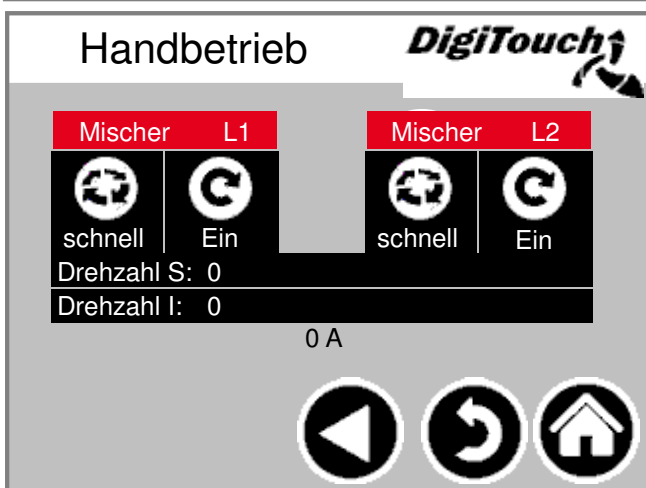 Handbetrieb
DigiTouch
Mischer L1
Mischer L2
schnell Ein
schnell Ein
Drehzahl S: 0
Drehzahl I: 0
0 A